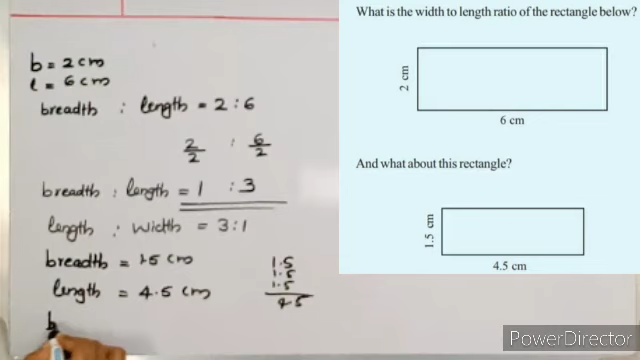 b = 2 cm
l = 6 cm
breadth : length = 2 : 6
2/2 : 6/2
breadth : length = 1 : 3
length : width = 3 : 1
breadth = 1.5 cm
length = 4.5 cm
1.5
1.5
1.5
4.5
b
What is the width to length ratio of the rectangle below?
2 cm
6 cm
And what about this rectangle?
1.5 cm
4.5 cm
PowerDirector